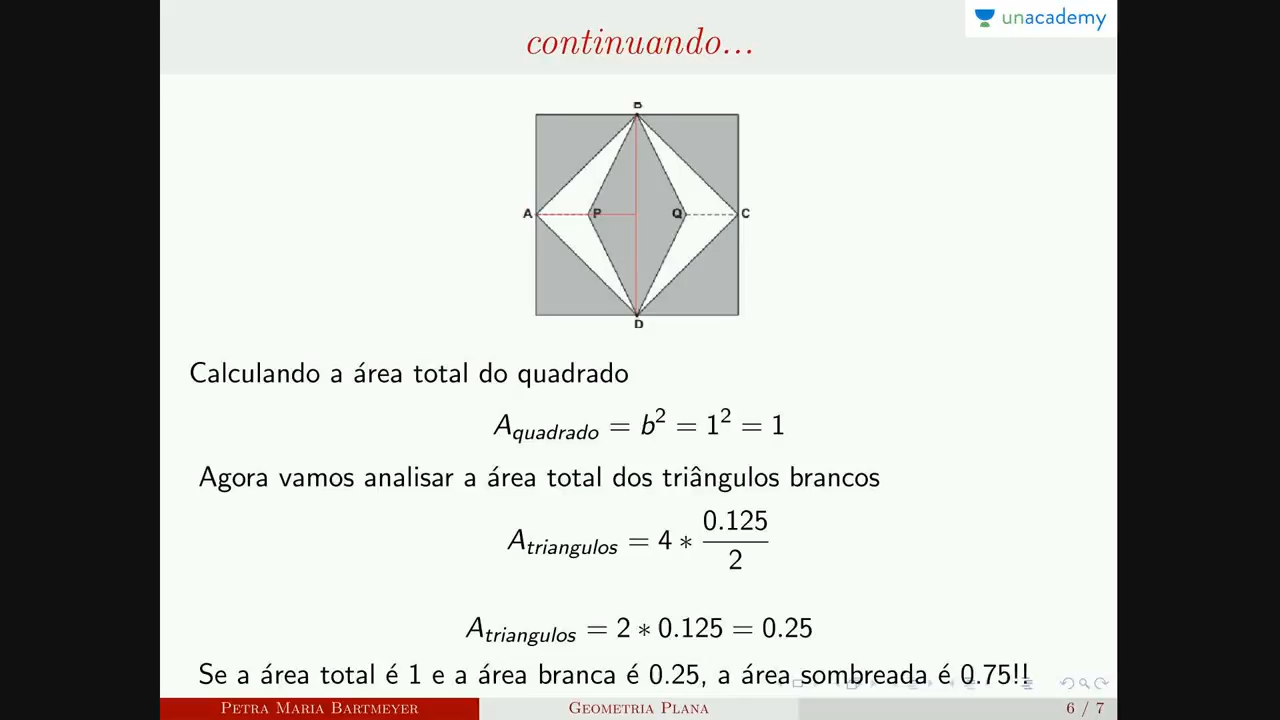 unacademy
continuando...
B
A P Q C
D
Calculando a área total do quadrado
A_quadrado = b² = 1² = 1
Agora vamos analisar a área total dos triângulos brancos
A_triangulos = 4 * 0.125/2
A_triangulos = 2 * 0.125 = 0.25
Se a área total é 1 e a área branca é 0.25, a área sombreada é 0.75!!
Petra Maria Bartmeyer Geometria Plana 6 / 7